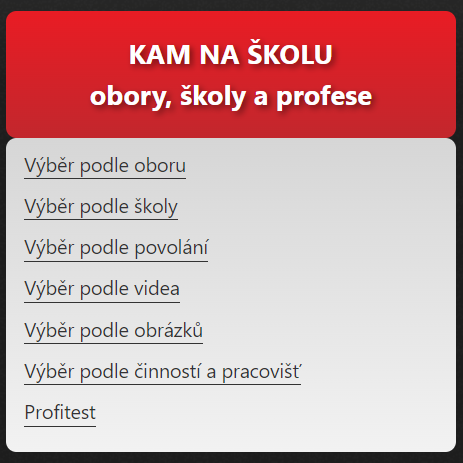 KAM NA ŠKOLU
obory, školy a profese
Výběr podle oboru
Výběr podle školy
Výběr podle povolání
Výběr podle videa
Výběr podle obrázků
Výběr podle činností a pracovišť
Profitest